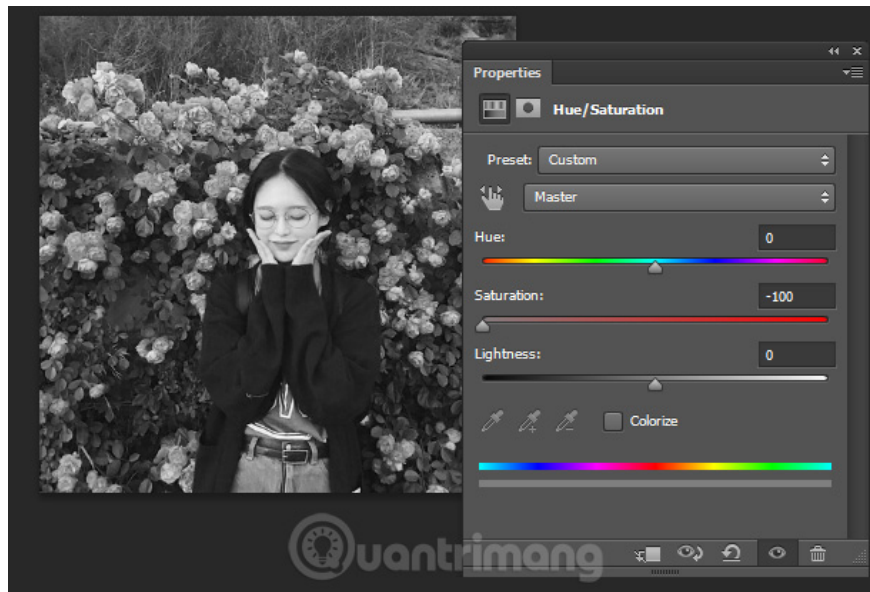 Properties
Hue/Saturation
Preset: Custom
Master
Hue: 0
Saturation: -100
Lightness: 0
Colorize
Quantrimang